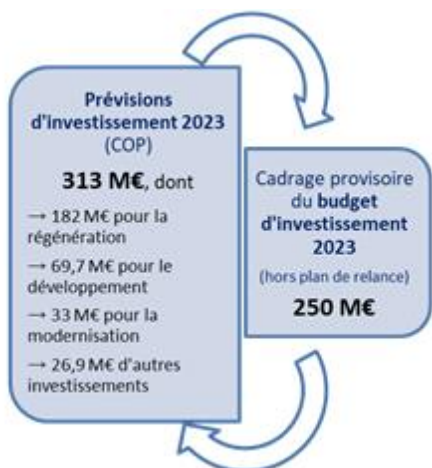 Prévisions
d'investissement 2023
(COP)
313 M€, dont
→ 182 M€ pour la
régénération
→ 69,7 M€ pour le
développement
→ 33 M€ pour la
modernisation
→ 26,9 M€ d'autres
investissements
Cadrage provisoire
du budget
d'investissement
2023
(hors plan de relance)
250 M€